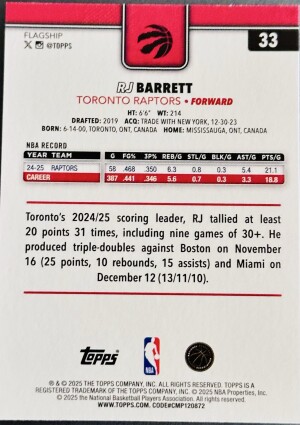 FLAGSHIP
X @TOPPS
33
RJ BARRETT
TORONTO RAPTORS • FORWARD
HT: 6'6" WT: 214
DRAFTED: 2019 ACQ: TRADE WITH NEW YORK, 12-30-23
BORN: 6-14-00, TORONTO, ONT, CANADA HOME: MISSISSAUGA, ONT, CANADA
NBA RECORD
YEAR TEAM G FG% 3P% REB/G STL/G BLK/G AST/G PTS/G
24-25 RAPTORS 58 .468 .350 6.3 0.8 0.3 5.4 21.1
CAREER 387 .441 .346 5.6 0.7 0.3 3.3 18.8
Toronto's 2024/25 scoring leader, RJ tallied at least
20 points 31 times, including nine games of 30+. He
produced triple-doubles against Boston on November
16 (25 points, 10 rebounds, 15 assists) and Miami on
December 12 (13/11/10).
Topps
NBA
® & © 2025 THE TOPPS COMPANY, INC. ALL RIGHTS RESERVED. TOPPS IS A
REGISTERED TRADEMARK OF THE TOPPS COMPANY, INC. © 2025 NBA Properties, Inc.
© 2025 the National Basketball Players Association. All rights reserved.
WWW.TOPPS.COM. CODE#CMP120872